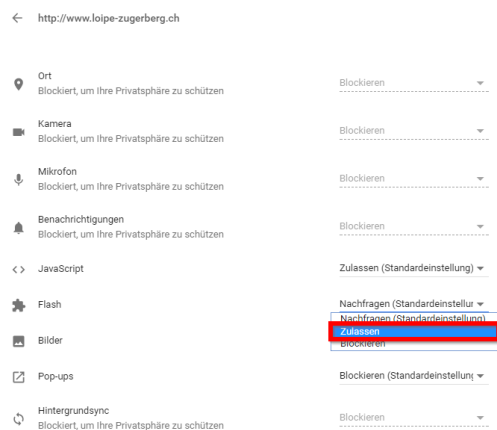 http://www.loipe-zugerberg.ch
Ort
Blockiert, um Ihre Privatsphäre zu schützen
Blockieren
Kamera
Blockiert, um Ihre Privatsphäre zu schützen
Blockieren
Mikrofon
Blockiert, um Ihre Privatsphäre zu schützen
Blockieren
Benachrichtigungen
Blockiert, um Ihre Privatsphäre zu schützen
Blockieren
JavaScript
Zulassen (Standardeinstellung)
Flash
Nachfragen (Standardeinstellur
Nachfragen (Standardeinstellung)
Zulassen
Bilder
Blockieren
Pop-ups
Blockieren (Standardeinstellung
Hintergrundsync
Blockiert, um Ihre Privatsphäre zu schützen
Blockieren